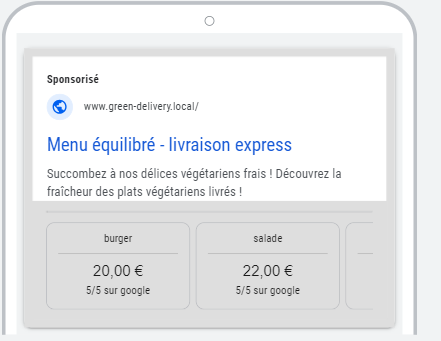 Sponsorisé
www.green-delivery.local/
Menu équilibré - livraison express
Succombez à nos délices végétariens frais ! Découvrez la
fraîcheur des plats végétariens livrés !
burger
salade
20,00 €
22,00 €
5/5 sur google
5/5 sur google